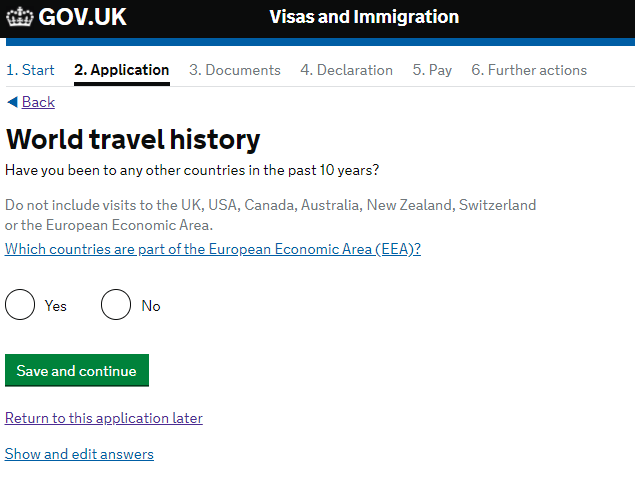 GOV.UK Visas and Immigration
1. Start 2. Application 3. Documents 4. Declaration 5. Pay 6. Further actions
Back
World travel history
Have you been to any other countries in the past 10 years?
Do not include visits to the UK, USA, Canada, Australia, New Zealand, Switzerland
or the European Economic Area.
Which countries are part of the European Economic Area (EEA)?
Yes No
Save and continue
Return to this application later
Show and edit answers